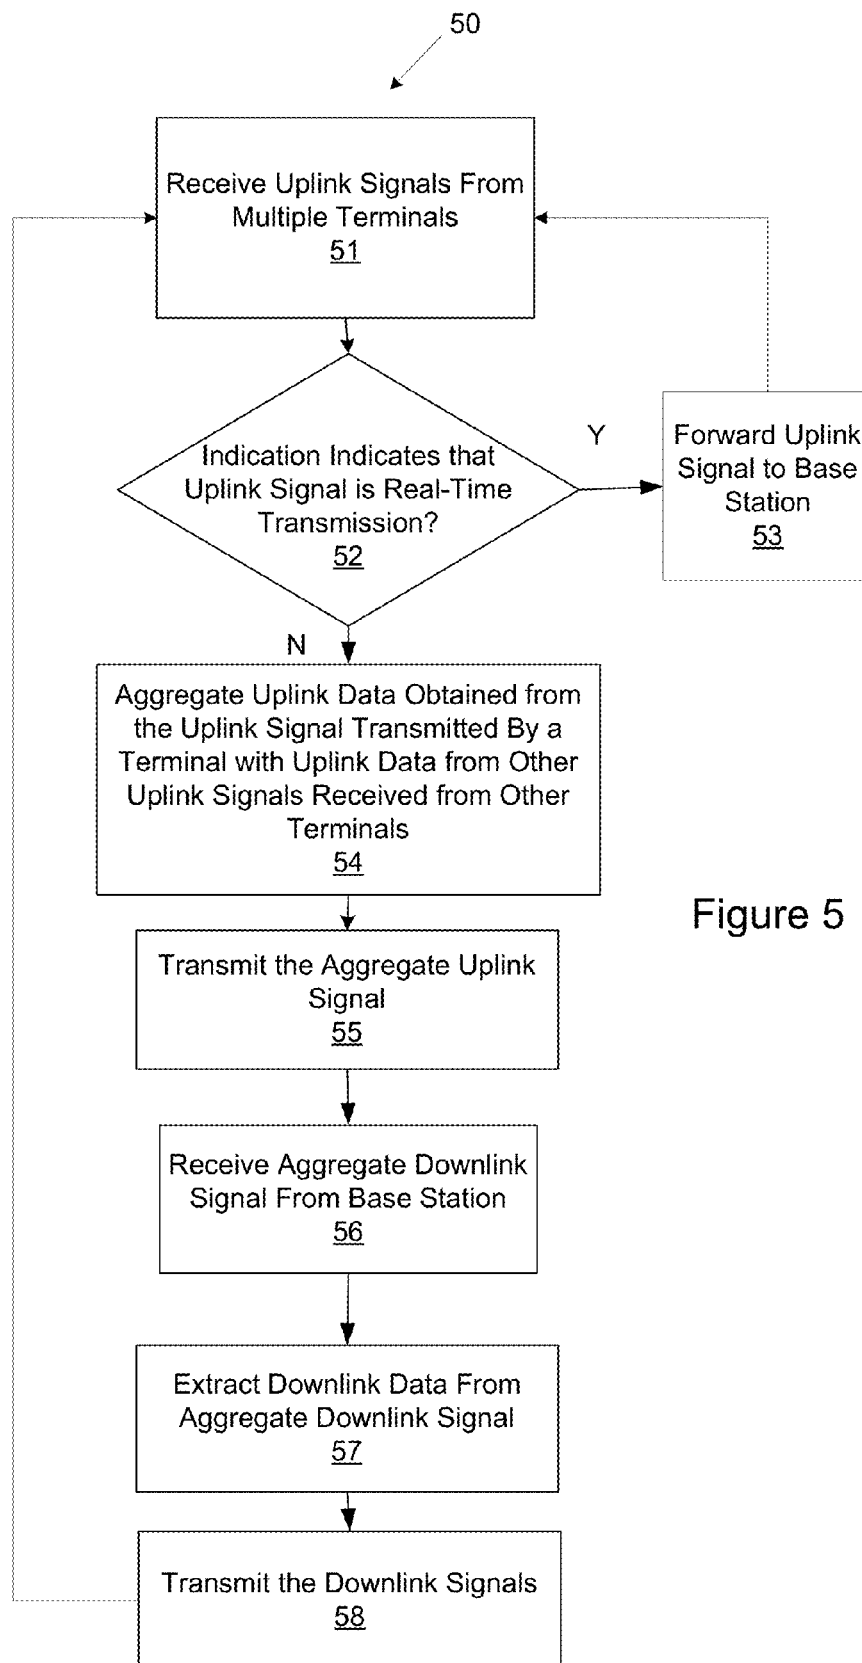 50
Receive Uplink Signals From
Multiple Terminals
51
Indication Indicates that
Uplink Signal is Real-Time
Transmission?
52
Y
Forward Uplink
Signal to Base
Station
53
N
Aggregate Uplink Data Obtained from
the Uplink Signal Transmitted By a
Terminal with Uplink Data from Other
Uplink Signals Received from Other
Terminals
54
Figure 5
Transmit the Aggregate Uplink
Signal
55
Receive Aggregate Downlink
Signal From Base Station
56
Extract Downlink Data From
Aggregate Downlink Signal
57
Transmit the Downlink Signals
58